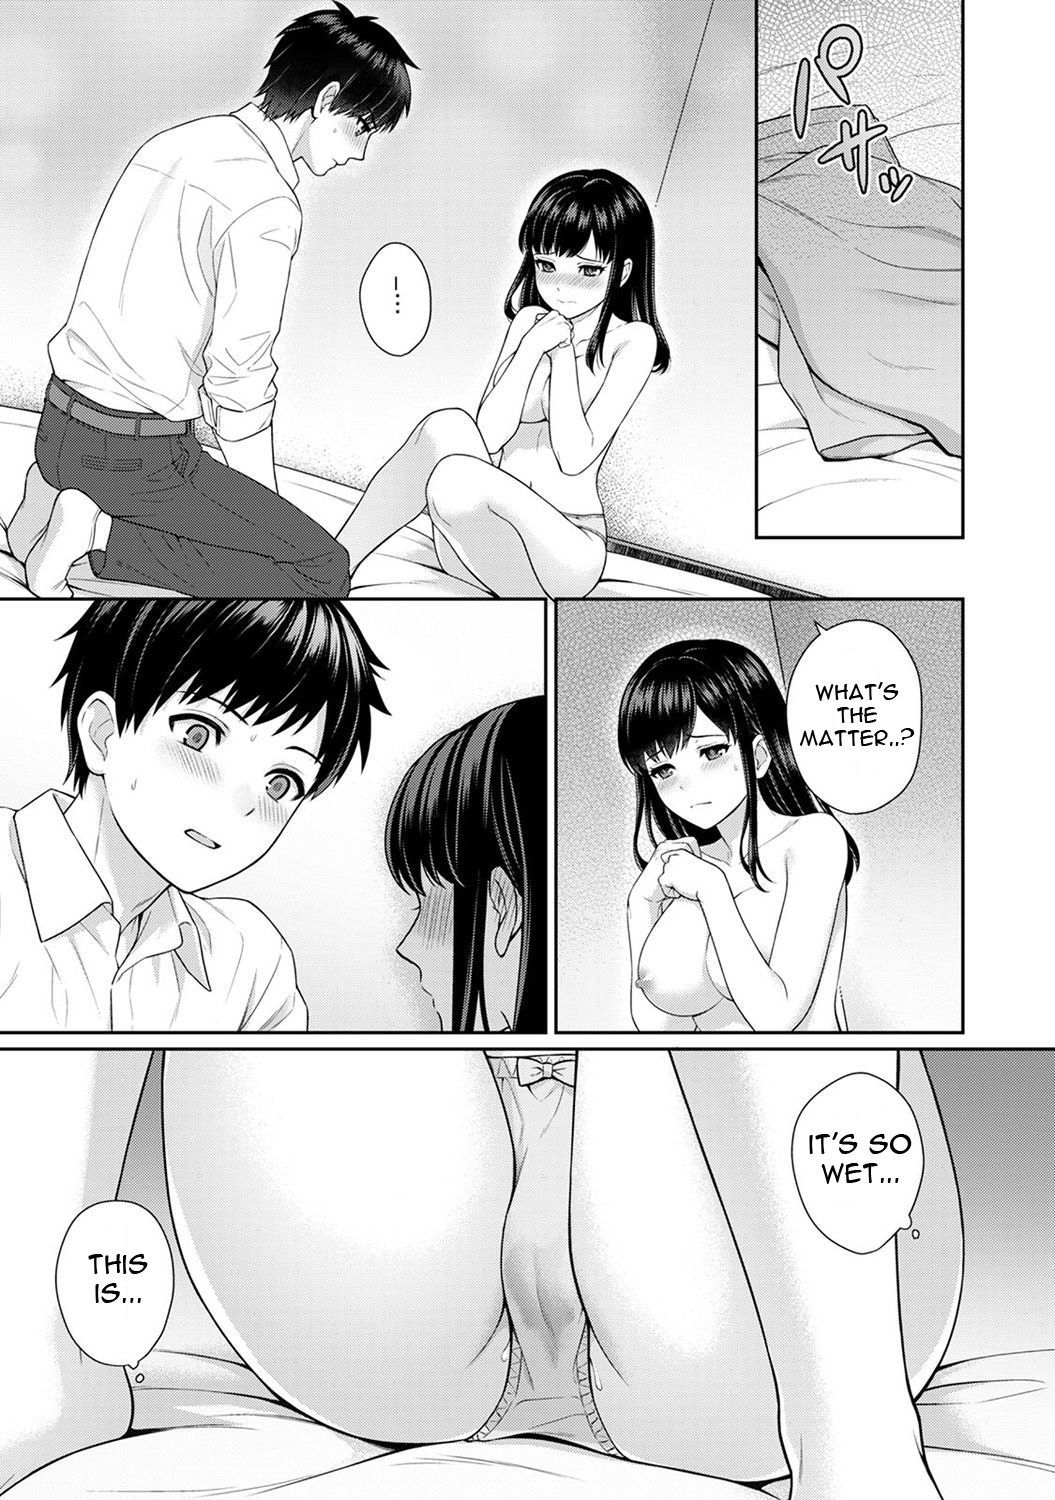 パサッ
!…
WHAT'S
THE
MATTER..?
IT'S SO
WET...
THIS
IS...